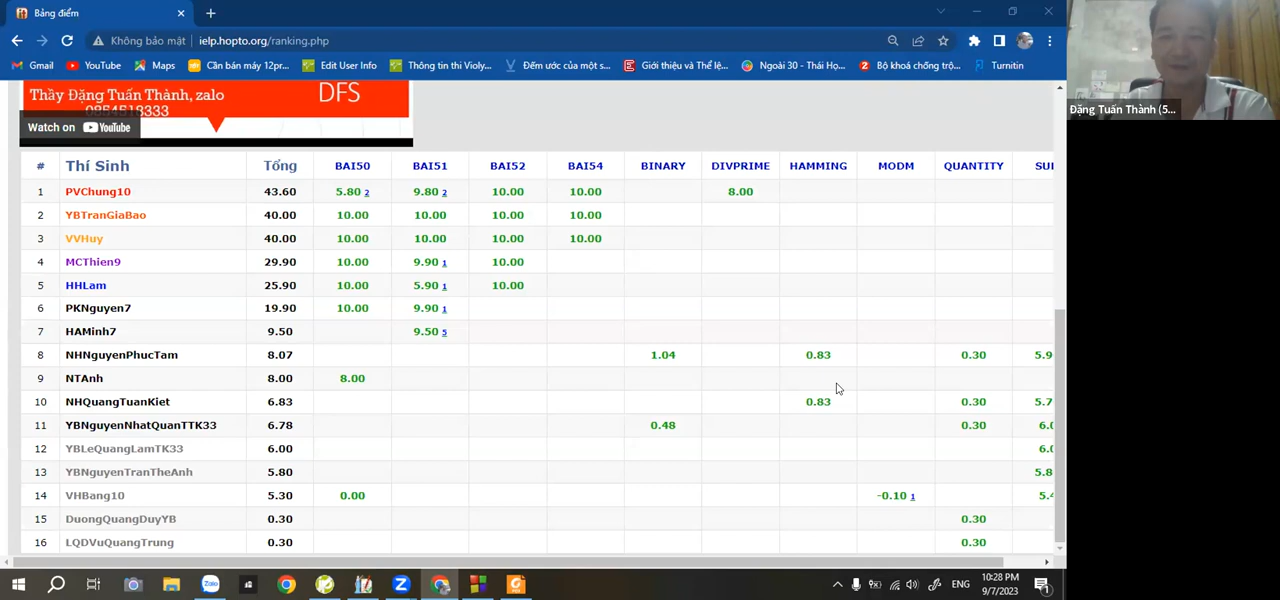 Bảng điểm
Không bảo mật
ielp.hopto.org/ranking.php
Gmail YouTube Maps Căn bán máy 12pr... Edit User Info Thông tin thi Violy... Đếm ước của một s... Giới thiệu và Thể lệ... Ngoài 30 - Thái Họ... Bộ khoá chống trộ... Turnitin
Thầy Đặng Tuấn Thành, zalo DFS
0854518333
Watch on YouTube
Đặng Tuấn Thành (5...
# Thí Sinh Tổng BAI50 BAI51 BAI52 BAI54 BINARY DIVPRIME HAMMING MODM QUANTITY
1 PVChung10 43.60 5.80 2 9.80 2 10.00 10.00 8.00
2 YBTranGiaBao 40.00 10.00 10.00 10.00 10.00
3 VVHuy 40.00 10.00 10.00 10.00 10.00
4 MCThien9 29.90 10.00 9.90 1 10.00
5 HHLam 25.90 10.00 5.90 1 10.00
6 PKNguyen7 19.90 10.00 9.90 1
7 HAMinh7 9.50 9.50 5
8 NHNguyenPhucTam 8.07 1.04 0.83 0.30 5.9
9 NTAnh 8.00 8.00
10 NHQuangTuanKiet 6.83 0.83 0.30 5.7
11 YBNguyenNhatQuanTTK33 6.78 0.48 0.30 6.0
12 YBLeQuangLamTK33 6.00 6.0
13 YBNguyenTranTheAnh 5.80 5.8
14 VHBang10 5.30 0.00 -0.10 1 5.4
15 DuongQuangDuyYB 0.30 0.30
16 LQDVuQuangTrung 0.30 0.30
Zalo
ENG
10:28 PM
9/7/2023
1